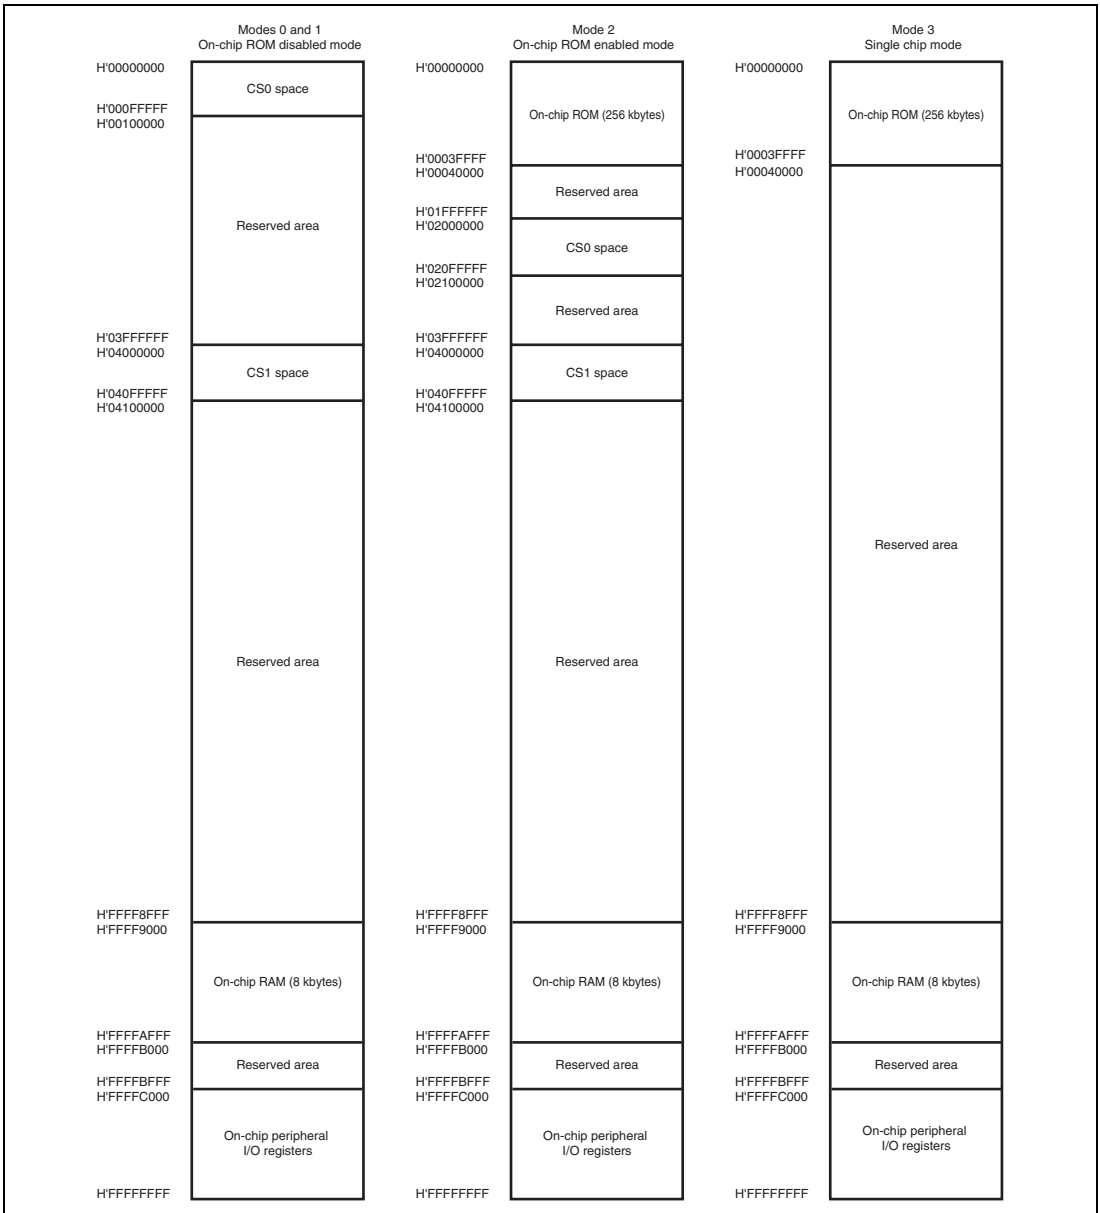 Modes 0 and 1
On-chip ROM disabled mode
H'00000000
CS0 space
H'000FFFFF
H'00100000
Reserved area
H'03FFFFFF
H'04000000
CS1 space
H'040FFFFF
H'04100000
Reserved area
H'FFFF8FFF
H'FFFF9000
On-chip RAM (8 kbytes)
H'FFFFAFFF
H'FFFFB000
Reserved area
H'FFFFBFFF
H'FFFFC000
On-chip peripheral
I/O registers
H'FFFFFFFF
Mode 2
On-chip ROM enabled mode
H'00000000
On-chip ROM (256 kbytes)
H'0003FFFF
H'00040000
Reserved area
H'01FFFFFF
H'02000000
CS0 space
H'020FFFFF
H'02100000
Reserved area
H'03FFFFFF
H'04000000
CS1 space
H'040FFFFF
H'04100000
Reserved area
H'FFFF8FFF
H'FFFF9000
On-chip RAM (8 kbytes)
H'FFFFAFFF
H'FFFFB000
Reserved area
H'FFFFBFFF
H'FFFFC000
On-chip peripheral
I/O registers
H'FFFFFFFF
Mode 3
Single chip mode
H'00000000
On-chip ROM (256 kbytes)
H'0003FFFF
H'00040000
Reserved area
H'FFFF8FFF
H'FFFF9000
On-chip RAM (8 kbytes)
H'FFFFAFFF
H'FFFFB000
Reserved area
H'FFFFBFFF
H'FFFFC000
On-chip peripheral
I/O registers
H'FFFFFFFF